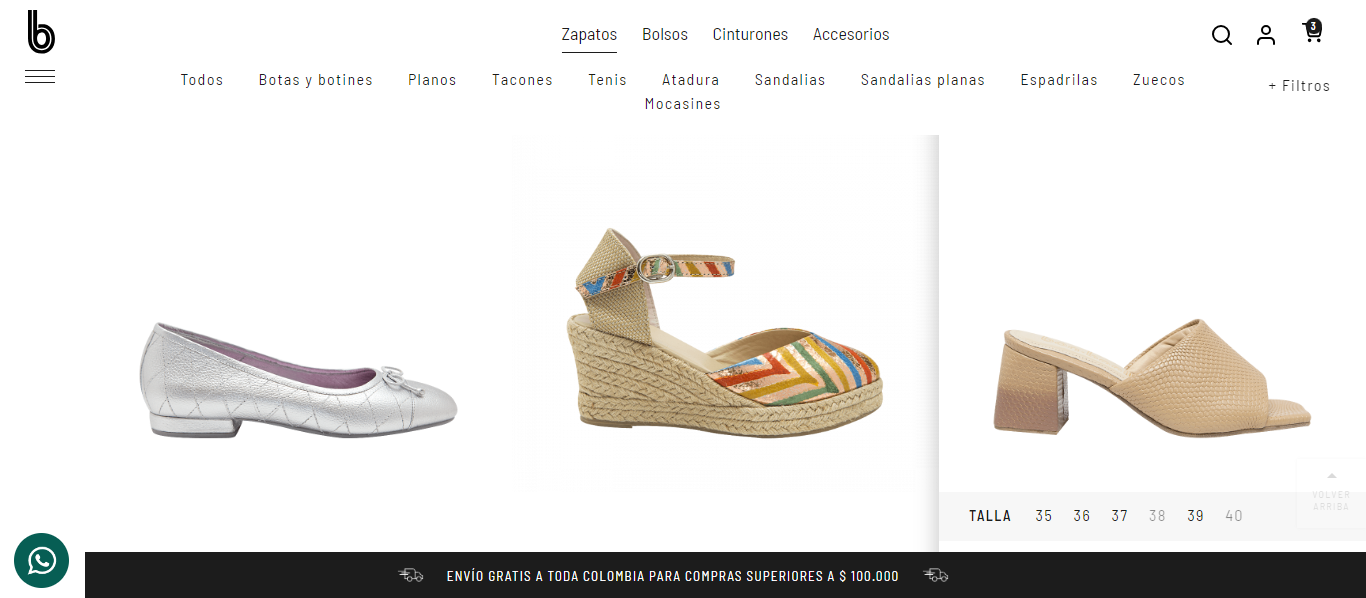 b
Zapatos Bolsos Cinturones Accesorios
3
Todos Botas y botines Planos Tacones Tenis Atadura Sandalias Sandalias planas Espadrilas Zuecos
Mocasines
+ Filtros
TALLA 35 36 37 38 39 40
VOLVER
ARRIBA
ENVÍO GRATIS A TODA COLOMBIA PARA COMPRAS SUPERIORES A $ 100.000